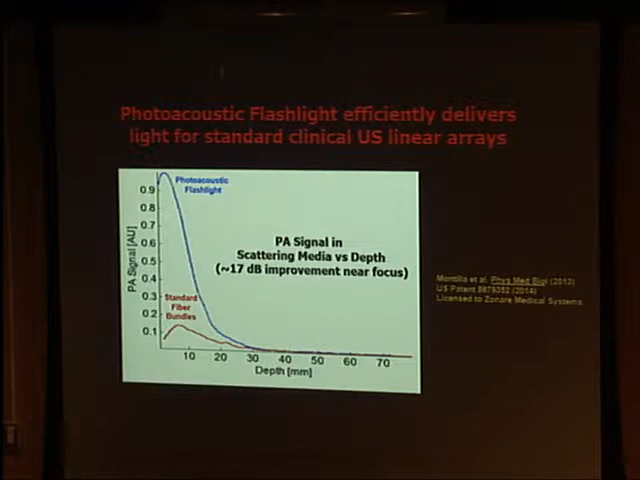 Photoacoustic Flashlight efficiently delivers
light for standard clinical US linear arrays
Photoacoustic
Flashlight
PA Signal in
Scattering Media vs Depth
(~17 dB improvement near focus)
Standard
Fiber
Bundles
PA Signal [AU]
0.9
0.8
0.7
0.6
0.5
0.4
0.3
0.2
0.1
10 20 30 40 50 60 70
Depth [mm]
Montilla et al, Phys Med Biol (2013)
US Patent 8879352 (2014)
Licensed to Zonare Medical Systems